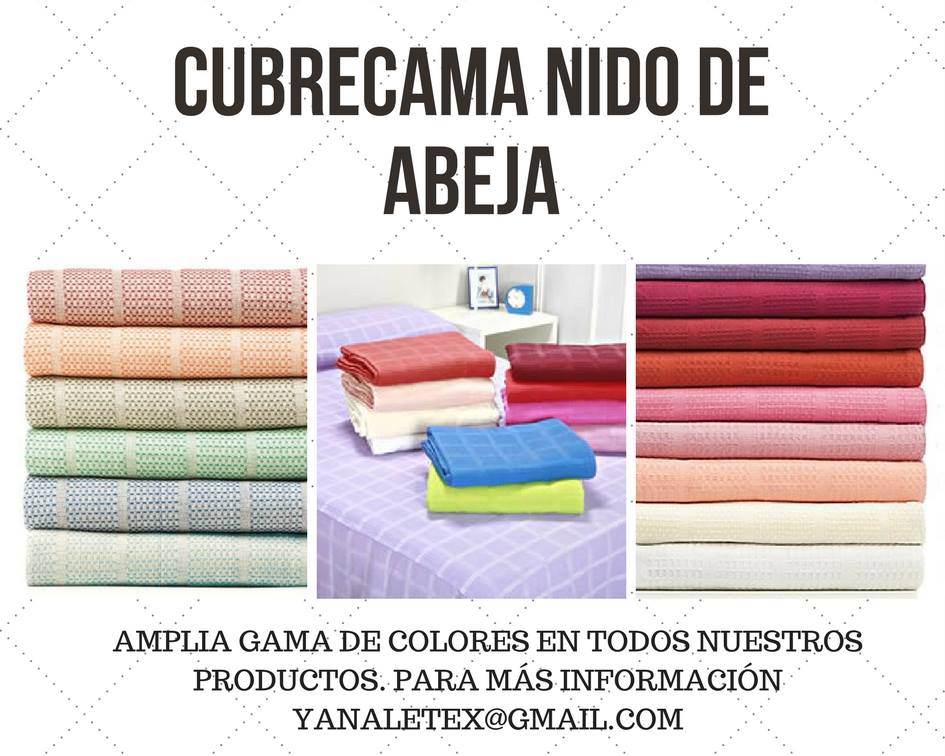 CUBRECAMA NIDO DE
ABEJA
AMPLIA GAMA DE COLORES EN TODOS NUESTROS
PRODUCTOS. PARA MÁS INFORMACIÓN
YANALETEX@GMAIL.COM